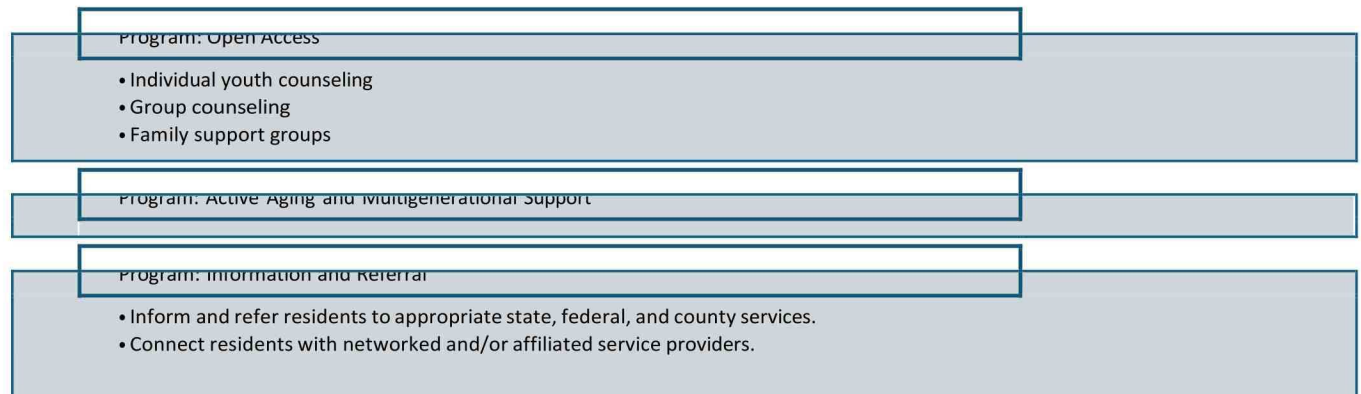 Program: Open Access
• Individual youth counseling
• Group counseling
• Family support groups
Program: Active Aging and Multigenerational Support
Program: Information and Referral
• Inform and refer residents to appropriate state, federal, and county services.
• Connect residents with networked and/or affiliated service providers.